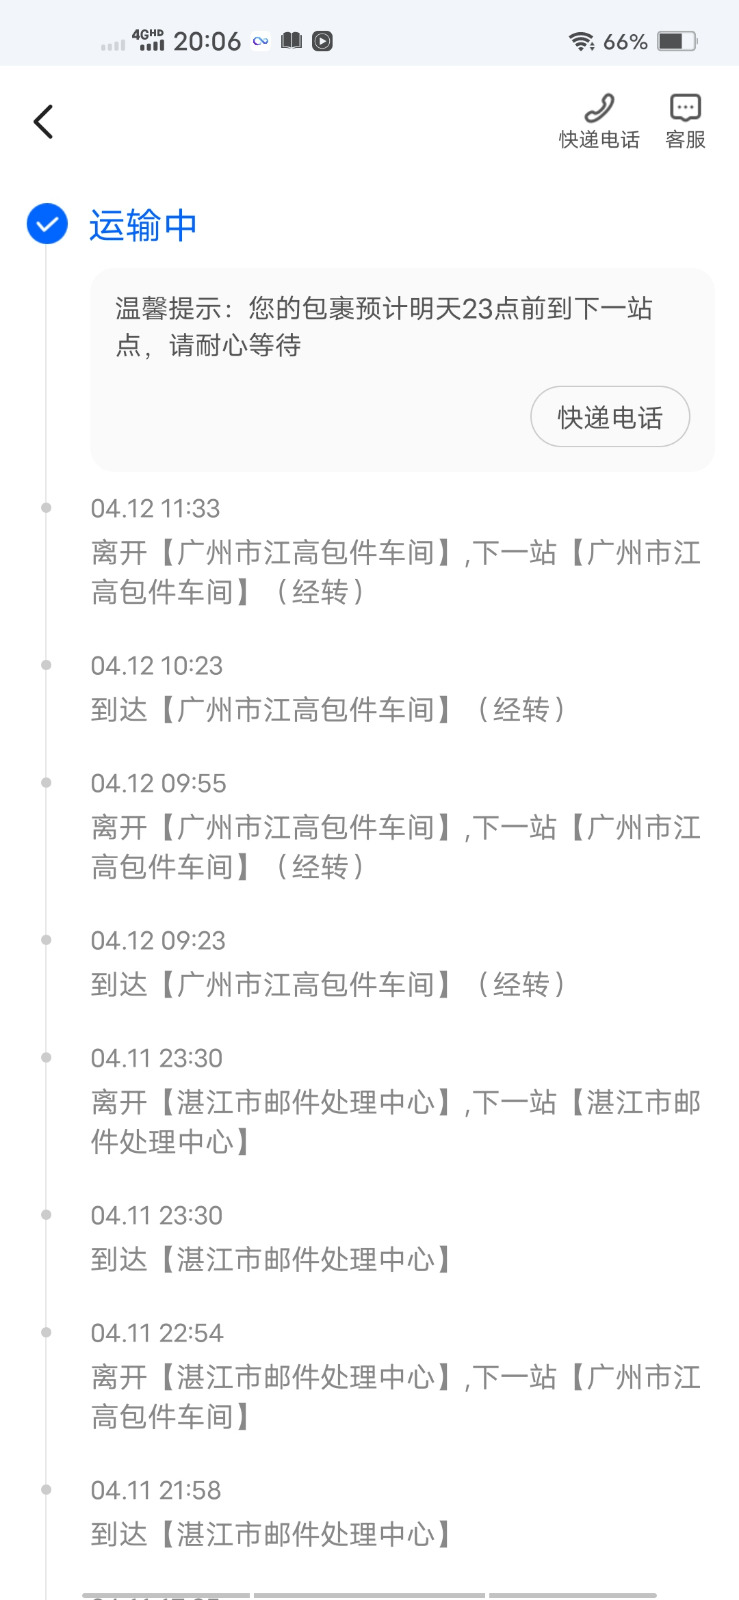 4GHD 20:06 66%
快递电话 客服
运输中
温馨提示：您的包裹预计明天23点前到下一站
点，请耐心等待
快递电话
04.12 11:33
离开【广州市江高包件车间】,下一站【广州市江
高包件车间】（经转）
04.12 10:23
到达【广州市江高包件车间】（经转）
04.12 09:55
离开【广州市江高包件车间】,下一站【广州市江
高包件车间】（经转）
04.12 09:23
到达【广州市江高包件车间】（经转）
04.11 23:30
离开【湛江市邮件处理中心】,下一站【湛江市邮
件处理中心】
04.11 23:30
到达【湛江市邮件处理中心】
04.11 22:54
离开【湛江市邮件处理中心】,下一站【广州市江
高包件车间】
04.11 21:58
到达【湛江市邮件处理中心】